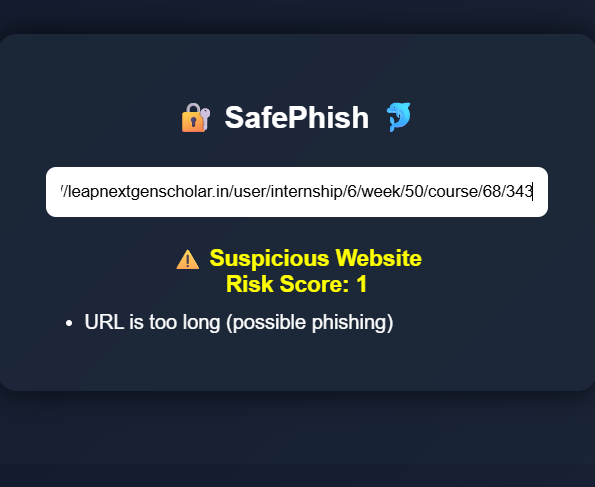 SafePhish
//leapnextgenscholar.in/user/internship/6/week/50/course/68/343
Suspicious Website
Risk Score: 1
• URL is too long (possible phishing)